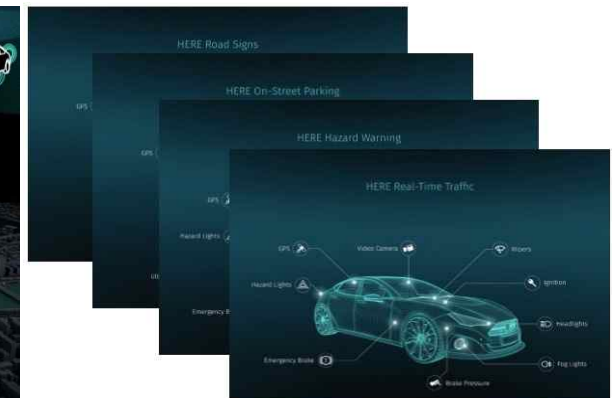 HERE Road Signs
GPS
HERE On-Street Parking
GPS
HERE Hazard Warning
GPS
Hazard Lights
Emergency B
HERE Real-Time Traffic
GPS
Video Camera
Wipers
Hazard Lights
Ignition
Headlights
Emergency Brake
Fog Lights
Brake Pressure